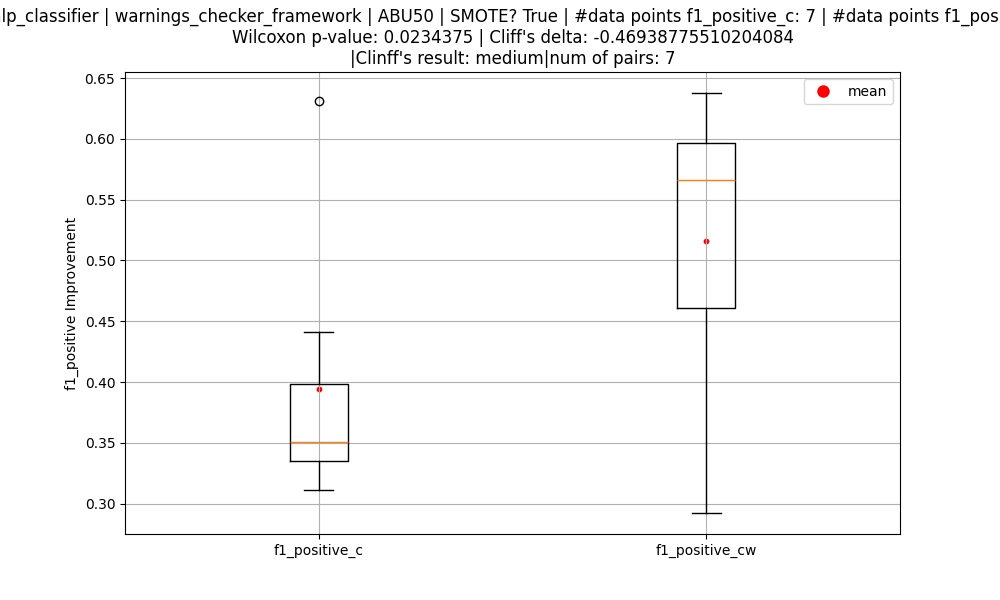 lp_classifier | warnings_checker_framework | ABU50 | SMOTE? True | #data points f1_positive_c: 7 | #data points f1_pos
Wilcoxon p-value: 0.0234375 | Cliff's delta: -0.46938775510204084
|Clinff's result: medium|num of pairs: 7
mean
f1_positive Improvement
0.65
0.60
0.55
0.50
0.45
0.40
0.35
0.30
f1_positive_c
f1_positive_cw